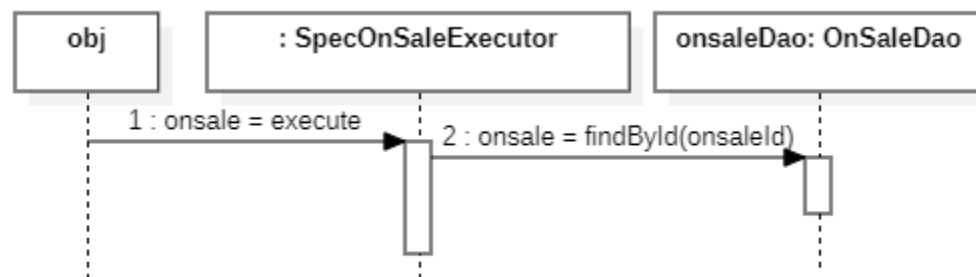 obj
: SpecOnSaleExecutor
onsaleDao: OnSaleDao
1 : onsale = execute
2 : onsale = findById(onsaleId)